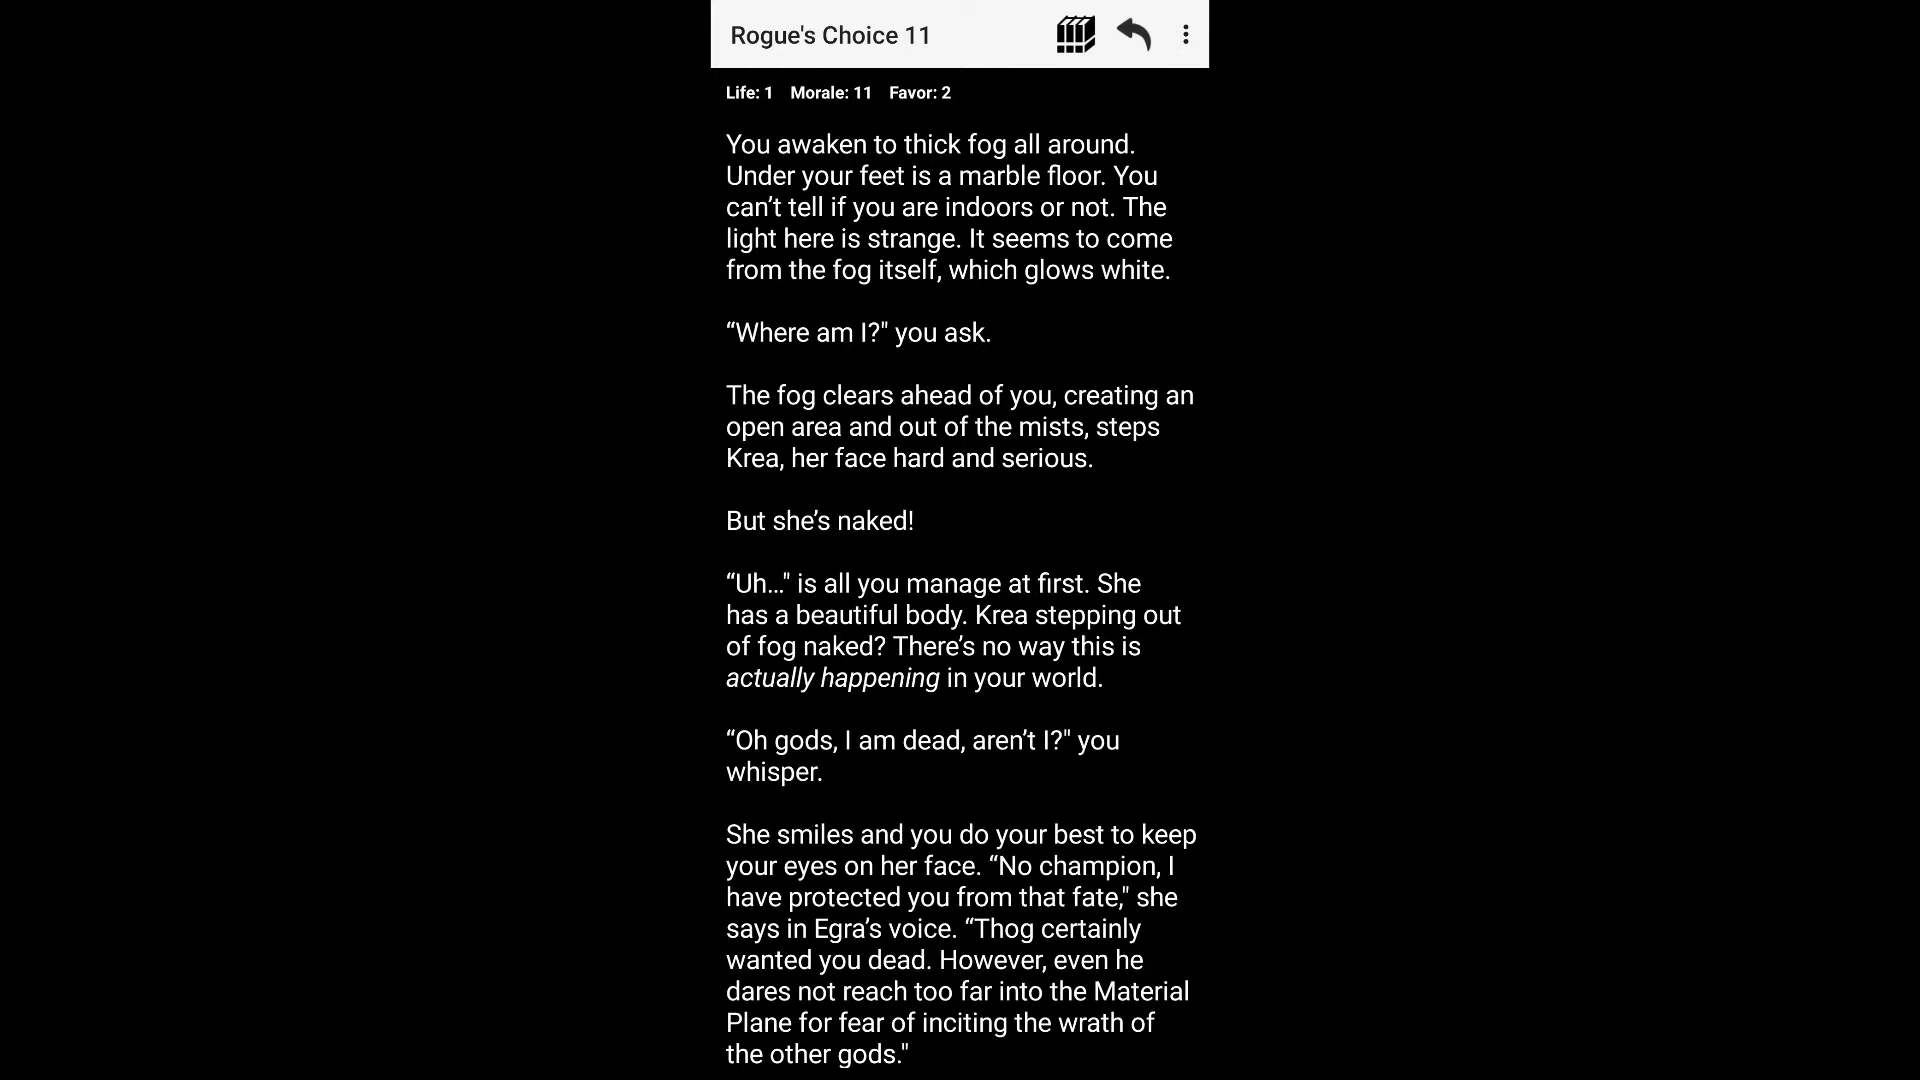 Rogue's Choice 11
Life: 1 Morale: 11 Favor: 2
You awaken to thick fog all around.
Under your feet is a marble floor. You
can’t tell if you are indoors or not. The
light here is strange. It seems to come
from the fog itself, which glows white.
“Where am I?" you ask.
The fog clears ahead of you, creating an
open area and out of the mists, steps
Krea, her face hard and serious.
But she’s naked!
“Uh…" is all you manage at first. She
has a beautiful body. Krea stepping out
of fog naked? There’s no way this is
actually happening in your world.
“Oh gods, I am dead, aren’t I?" you
whisper.
She smiles and you do your best to keep
your eyes on her face. “No champion, I
have protected you from that fate," she
says in Egra’s voice. “Thog certainly
wanted you dead. However, even he
dares not reach too far into the Material
Plane for fear of inciting the wrath of
the other gods."